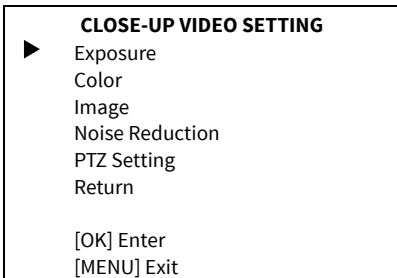 CLOSE-UP VIDEO SETTING
Exposure
Color
Image
Noise Reduction
PTZ Setting
Return
[OK] Enter
[MENU] Exit